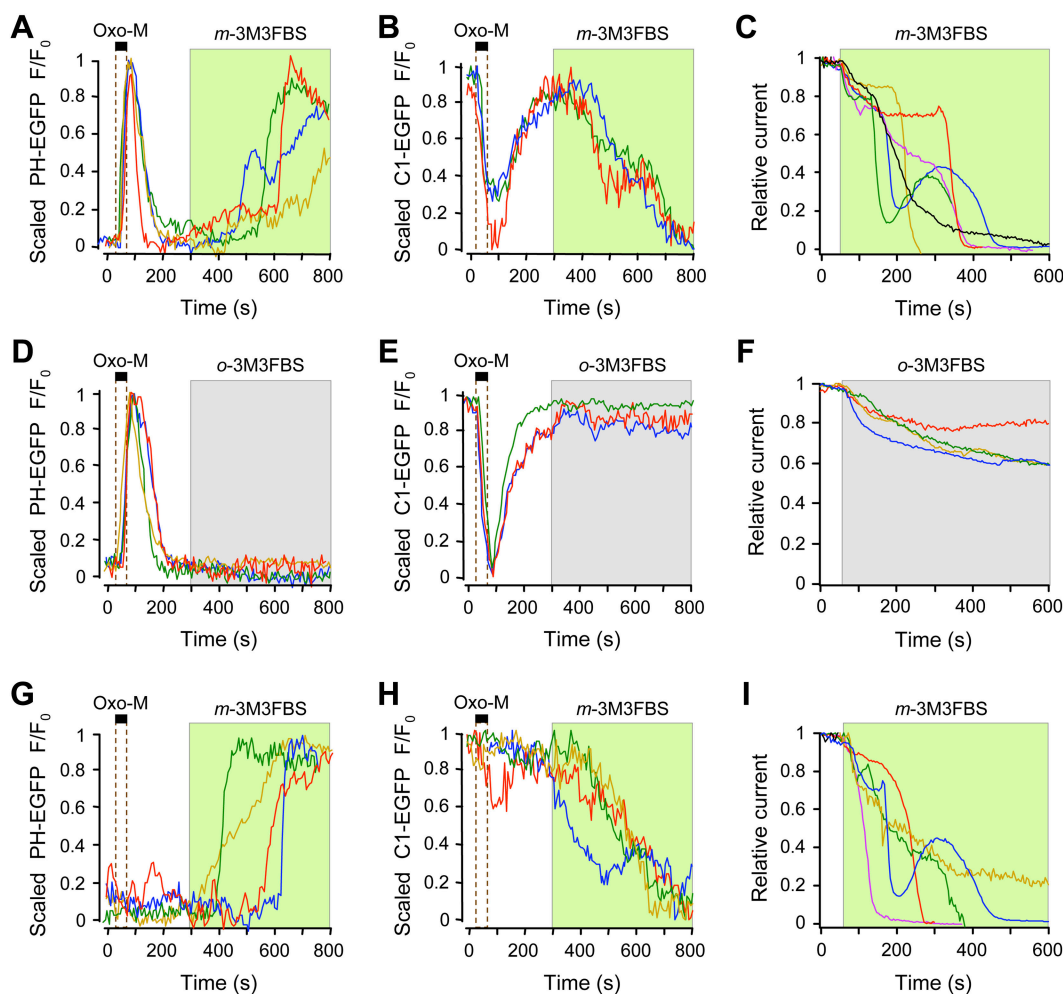 A B C
Oxo-M m-3M3FBS Oxo-M m-3M3FBS m-3M3FBS
Scaled PH-EGFP F/F0
1
0.8
0.6
0.4
0.2
0
0 200 400 600 800
Time (s)
Scaled C1-EGFP F/F0
1
0.8
0.6
0.4
0.2
0
0 200 400 600 800
Time (s)
Relative current
1
0.8
0.6
0.4
0.2
0
0 200 400 600
Time (s)
D E F
Oxo-M o-3M3FBS Oxo-M o-3M3FBS o-3M3FBS
Scaled PH-EGFP F/F0
1
0.8
0.6
0.4
0.2
0
0 200 400 600 800
Time (s)
Scaled C1-EGFP F/F0
1
0.8
0.6
0.4
0.2
0
0 200 400 600 800
Time (s)
Relative current
1
0.8
0.6
0.4
0.2
0
0 200 400 600
Time (s)
G H I
Oxo-M m-3M3FBS Oxo-M m-3M3FBS m-3M3FBS
Scaled PH-EGFP F/F0
1
0.8
0.6
0.4
0.2
0
0 200 400 600 800
Time (s)
Scaled C1-EGFP F/F0
1
0.8
0.6
0.4
0.2
0
0 200 400 600 800
Time (s)
Relative current
1
0.8
0.6
0.4
0.2
0
0 200 400 600
Time (s)